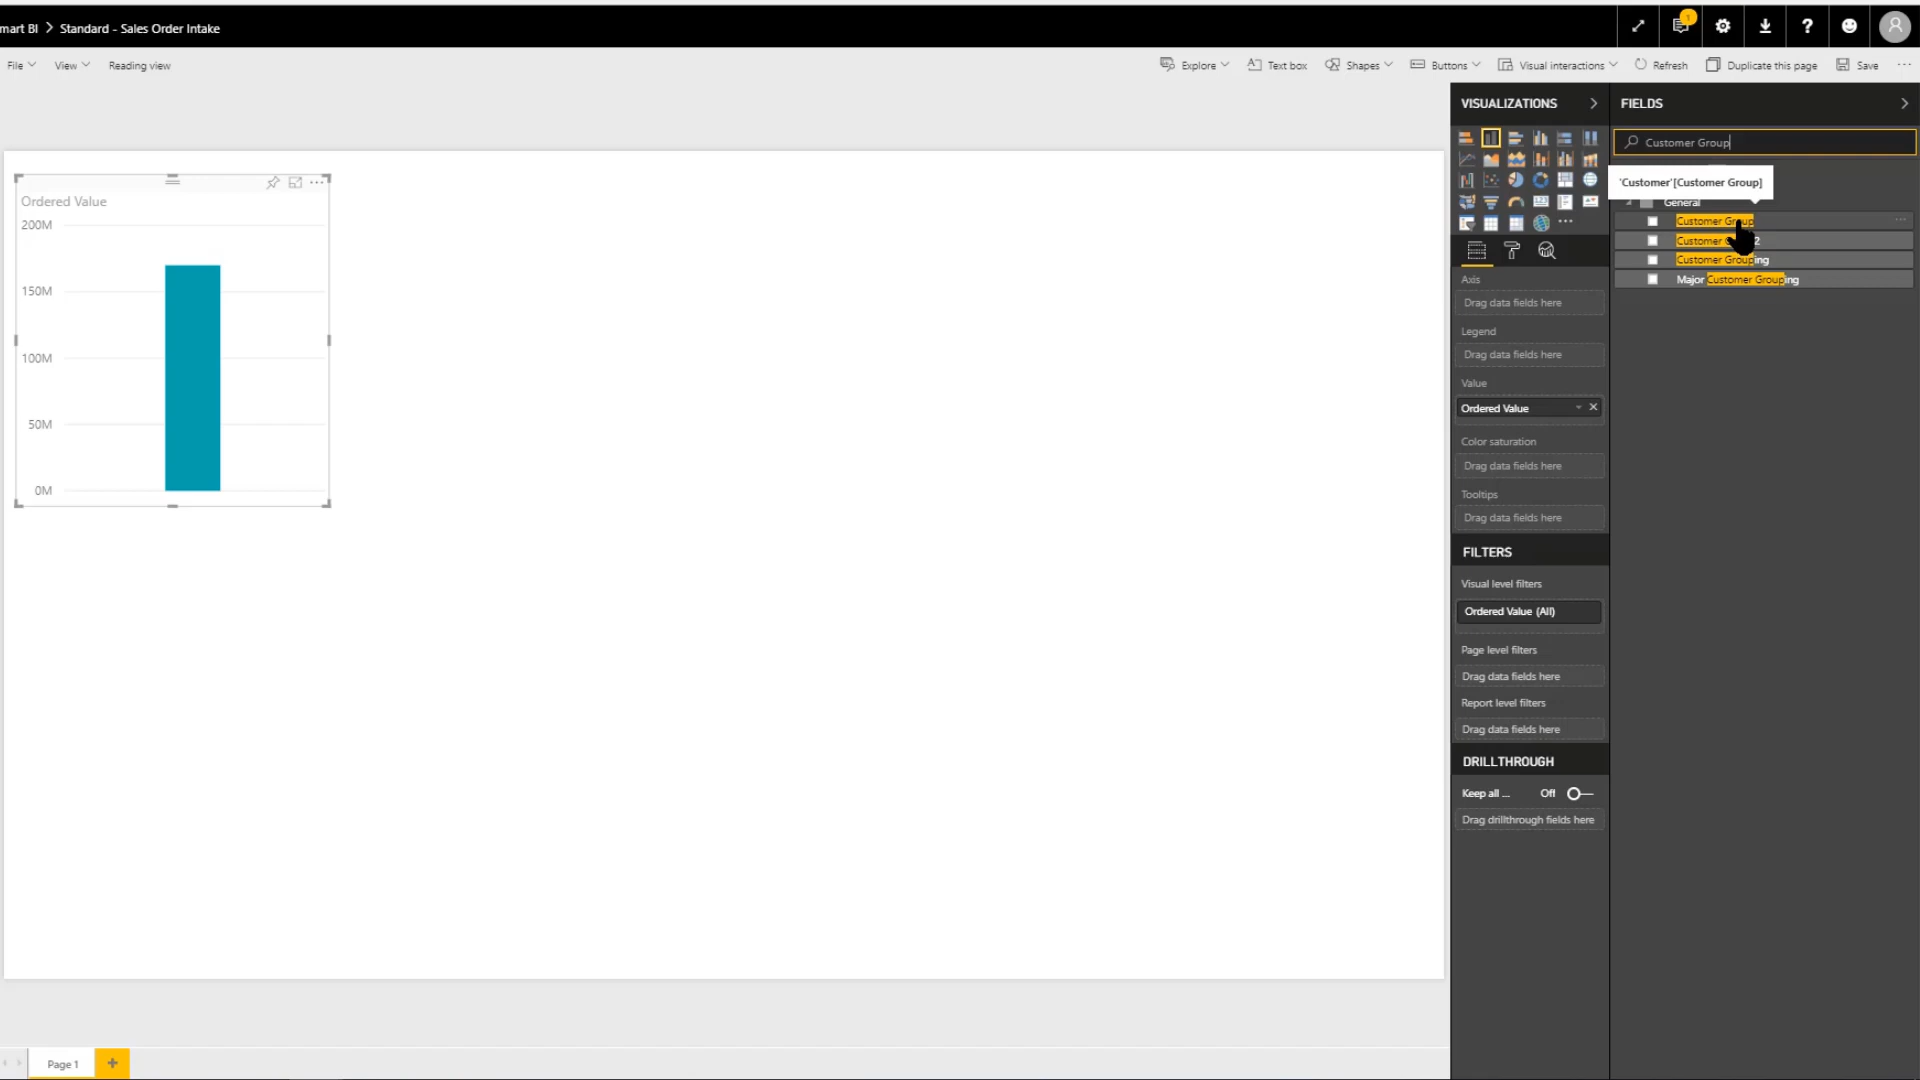 mart BI > Standard - Sales Order Intake
1
?
File
View
Reading view
Explore
Text box
Shapes
Buttons
Visual interactions
Refresh
Duplicate this page
Save
Ordered Value
200M
150M
100M
50M
0M
VISUALIZATIONS
Axis
Drag data fields here
Legend
Drag data fields here
Value
Ordered Value
Color saturation
Drag data fields here
Tooltips
Drag data fields here
FILTERS
Visual level filters
Ordered Value (All)
Page level filters
Drag data fields here
Report level filters
Drag data fields here
DRILLTHROUGH
Keep all ... Off
Drag drillthrough fields here
FIELDS
Customer Group
'Customer'[Customer Group]
General
Customer Group
Customer 2
Customer Grouping
Major Customer Grouping
Page 1